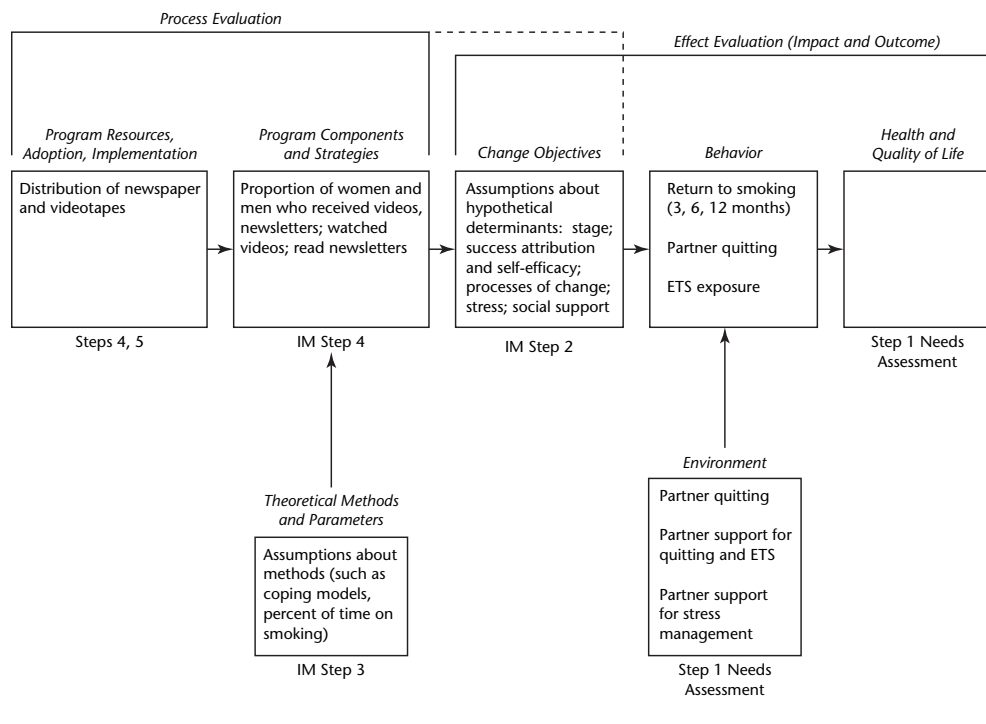 Process Evaluation
Effect Evaluation (Impact and Outcome)
Program Resources,
Adoption, Implementation
Distribution of newspaper
and videotapes
Steps 4, 5
Program Components
and Strategies
Proportion of women and
men who received videos,
newsletters; watched
videos; read newsletters
IM Step 4
Change Objectives
Assumptions about
hypothetical
determinants: stage;
success attribution
and self-efficacy;
processes of change;
stress; social support
IM Step 2
Behavior
Return to smoking
(3, 6, 12 months)
Partner quitting
ETS exposure
Health and
Quality of Life
Step 1 Needs
Assessment
Theoretical Methods
and Parameters
Assumptions about
methods (such as
coping models,
percent of time on
smoking)
IM Step 3
Environment
Partner quitting
Partner support for
quitting and ETS
Partner support
for stress
management
Step 1 Needs
Assessment